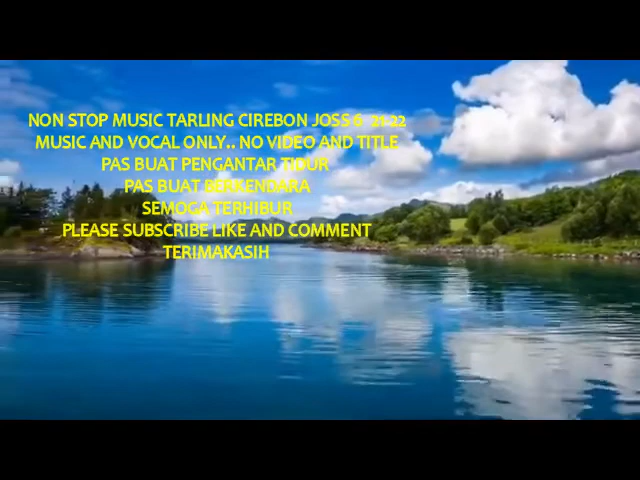 NON STOP MUSIC TARLING CIREBON JOSS 6  21-22
MUSIC AND VOCAL ONLY.. NO VIDEO AND TITLE
PAS BUAT PENGANTAR TIDUR
PAS BUAT BERKENDARA
SEMOGA TERHIBUR
PLEASE SUBSCRIBE LIKE AND COMMENT
TERIMAKASIH